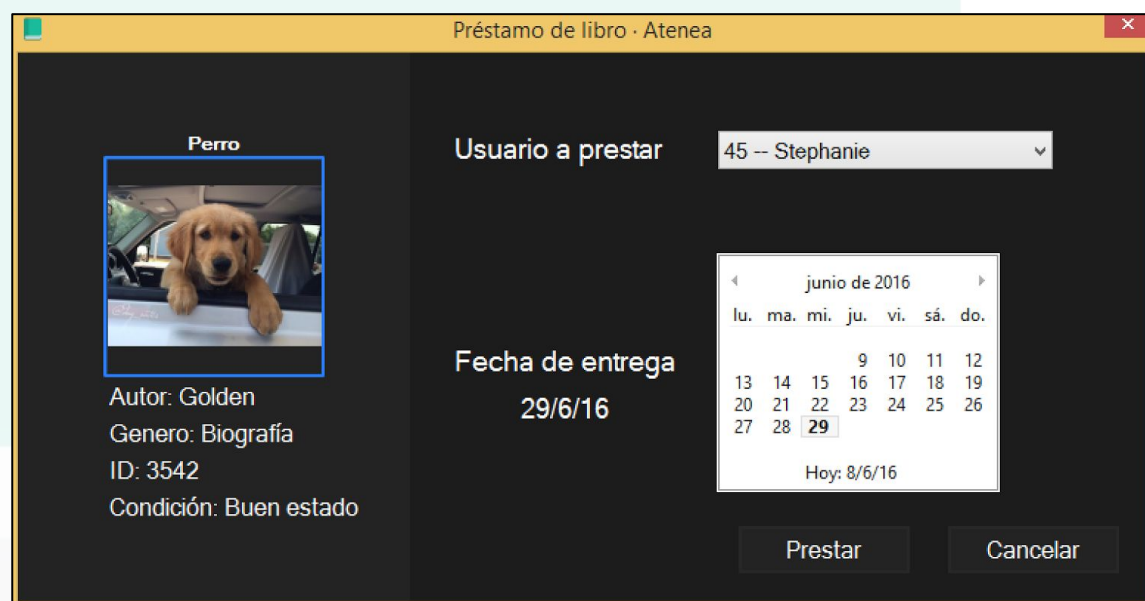 Préstamo de libro · Atenea
Perro
Autor: Golden
Genero: Biografía
ID: 3542
Condición: Buen estado
Usuario a prestar
45 -- Stephanie
Fecha de entrega
29/6/16
junio de 2016
lu. ma. mi. ju. vi. sá. do.
9 10 11 12
13 14 15 16 17 18 19
20 21 22 23 24 25 26
27 28 29
Hoy: 8/6/16
Prestar
Cancelar